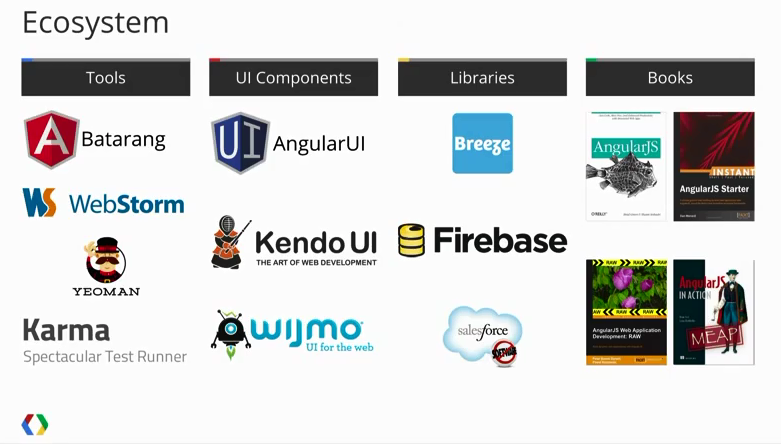 Ecosystem
Tools
UI Components
Libraries
Books
A Batarang
WebStorm
YEOMAN
Karma
Spectacular Test Runner
UI AngularUI
Kendo UI
THE ART OF WEB DEVELOPMENT
wijmo
UI for the web
Breeze
Firebase
salesforce
AngularJS
O'REILLY
INSTANT
AngularJS Starter
RAW
AngularJS Web Application
Development: RAW
AngularJS
IN ACTION
MEAP